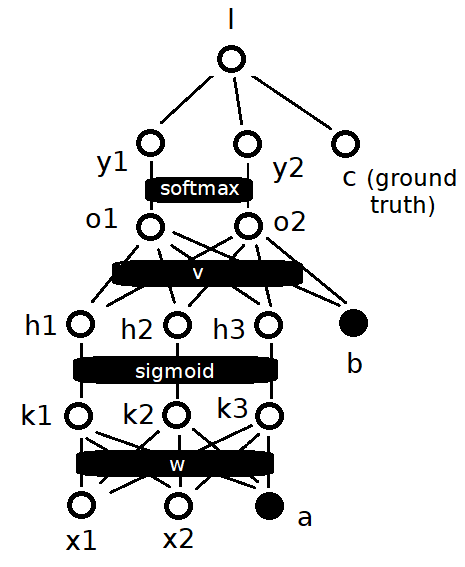 l
y1
y2
c (ground
truth)
softmax
o1
o2
v
h1
h2
h3
b
sigmoid
k1
k2
k3
w
x1
x2
a